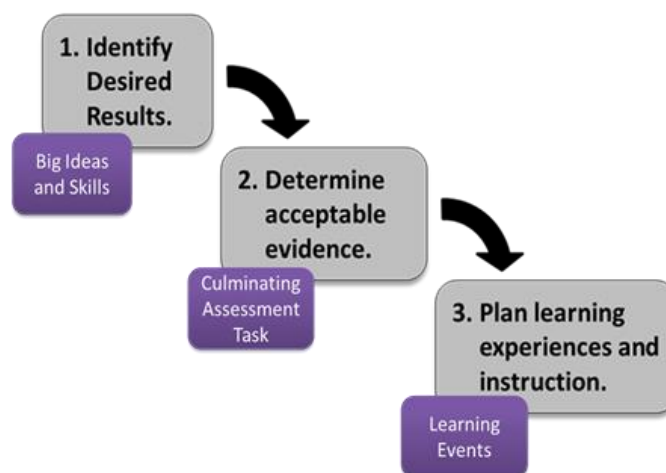 1. Identify
Desired
Results.
Big Ideas
and Skills
2. Determine
acceptable
evidence.
Culminating
Assessment
Task
3. Plan learning
experiences and
instruction.
Learning
Events